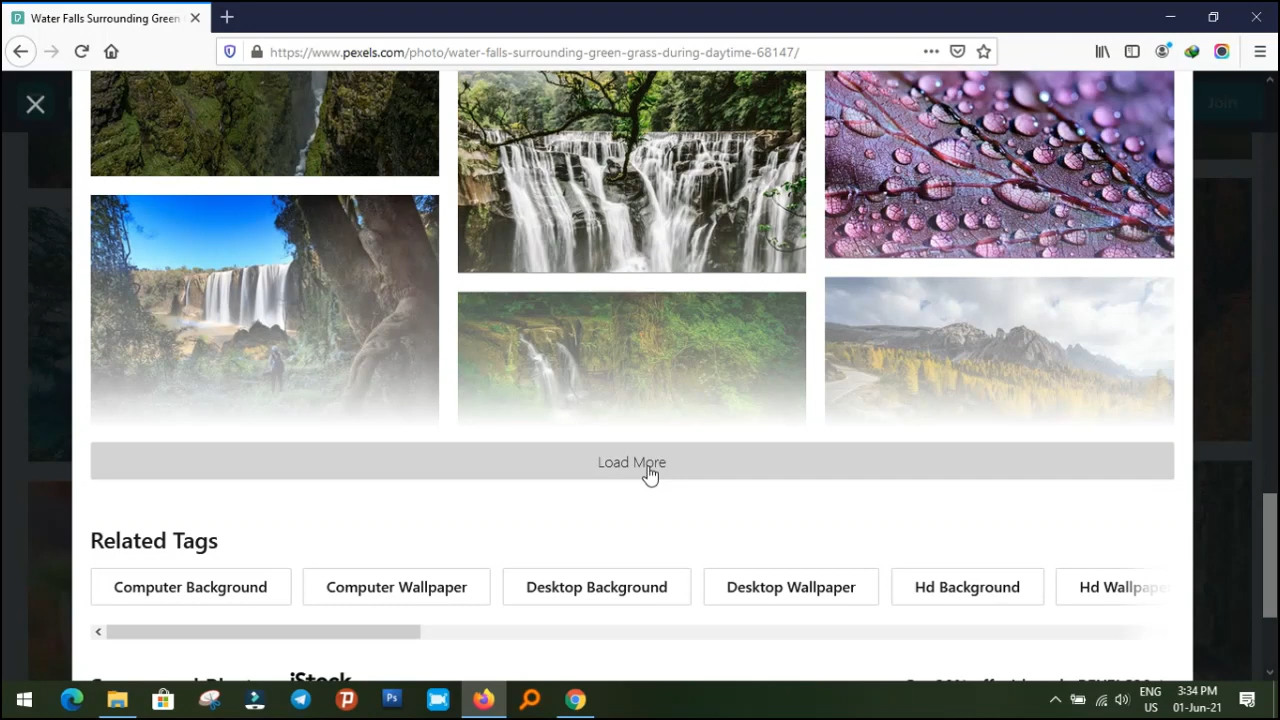 Water Falls Surrounding Green
https://www.pexels.com/photo/water-falls-surrounding-green-grass-during-daytime-68147/
Join
Load More
Related Tags
Computer Background
Computer Wallpaper
Desktop Background
Desktop Wallpaper
Hd Background
Hd Wallpaper
iStock
ENG
US
3:34 PM
01-Jun-21